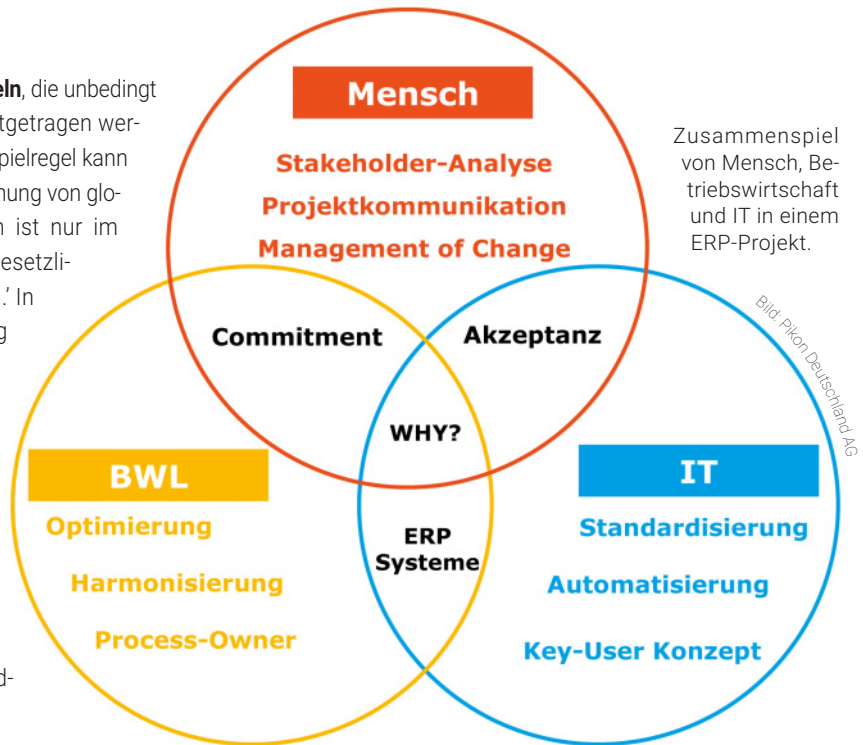 eln, die unbedingt
tgetragen wer-
pielregel kann
nung von glo-
n ist nur im
esetzli-
.' In
g
d-
Mensch
Stakeholder-Analyse
Projektkommunikation
Management of Change
Zusammenspiel
von Mensch, Be-
triebswirtschaft
und IT in einem
ERP-Projekt.
Bild: Pikon Deutschland AG
Commitment
Akzeptanz
WHY?
BWL
Optimierung
Harmonisierung
Process-Owner
ERP
Systeme
IT
Standardisierung
Automatisierung
Key-User Konzept